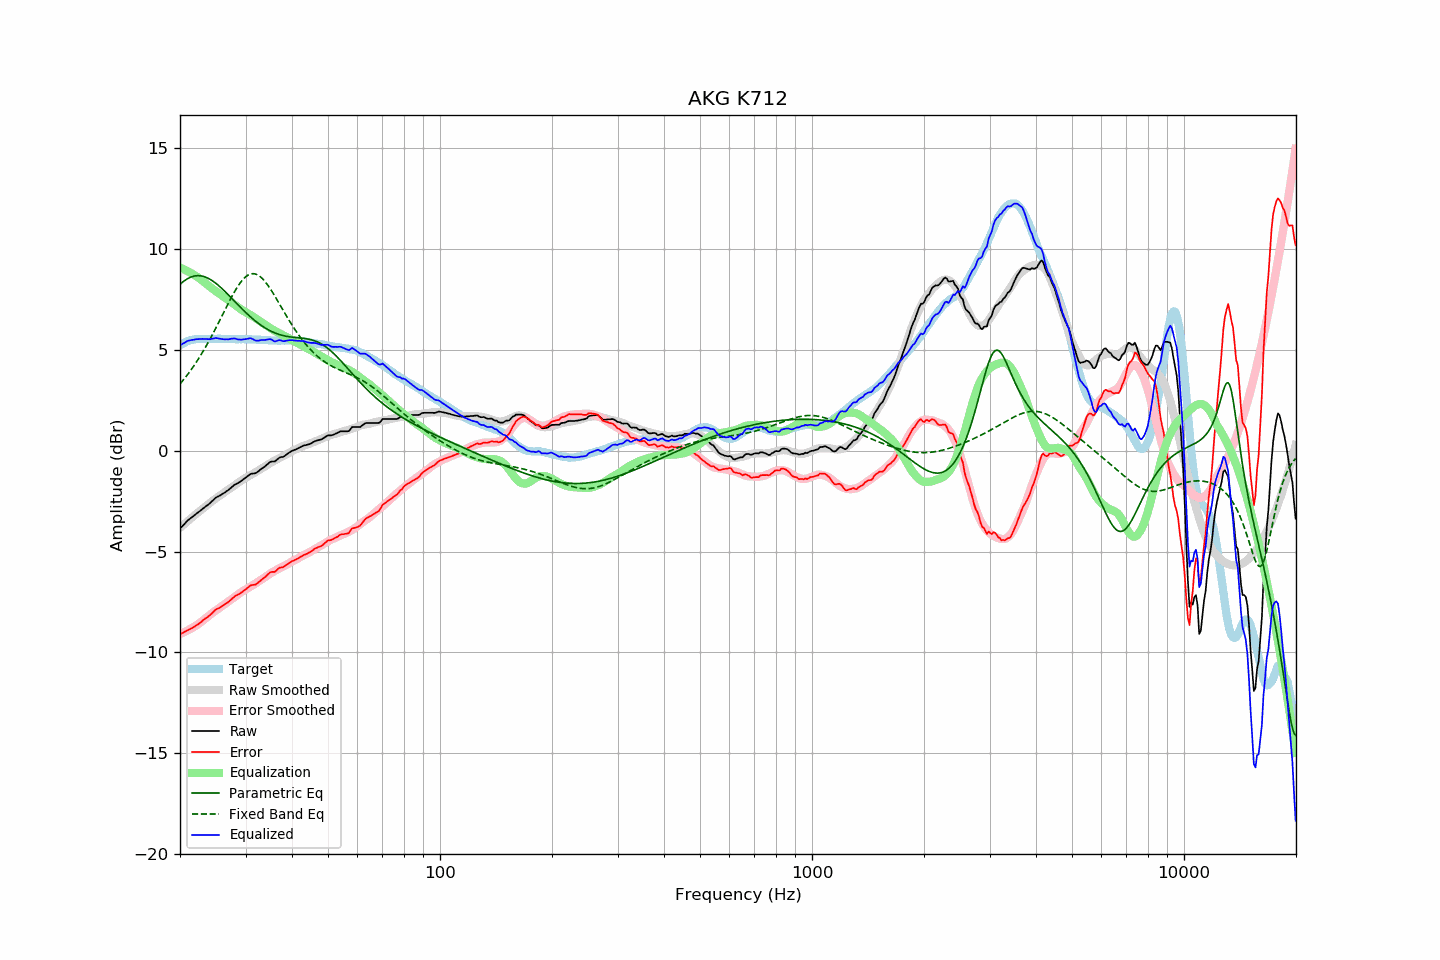 AKG K712
Amplitude (dBr)
15
10
5
0
−5
−10
−15
−20
Target
Raw Smoothed
Error Smoothed
Raw
Error
Equalization
Parametric Eq
Fixed Band Eq
Equalized
100
1000
10000
Frequency (Hz)